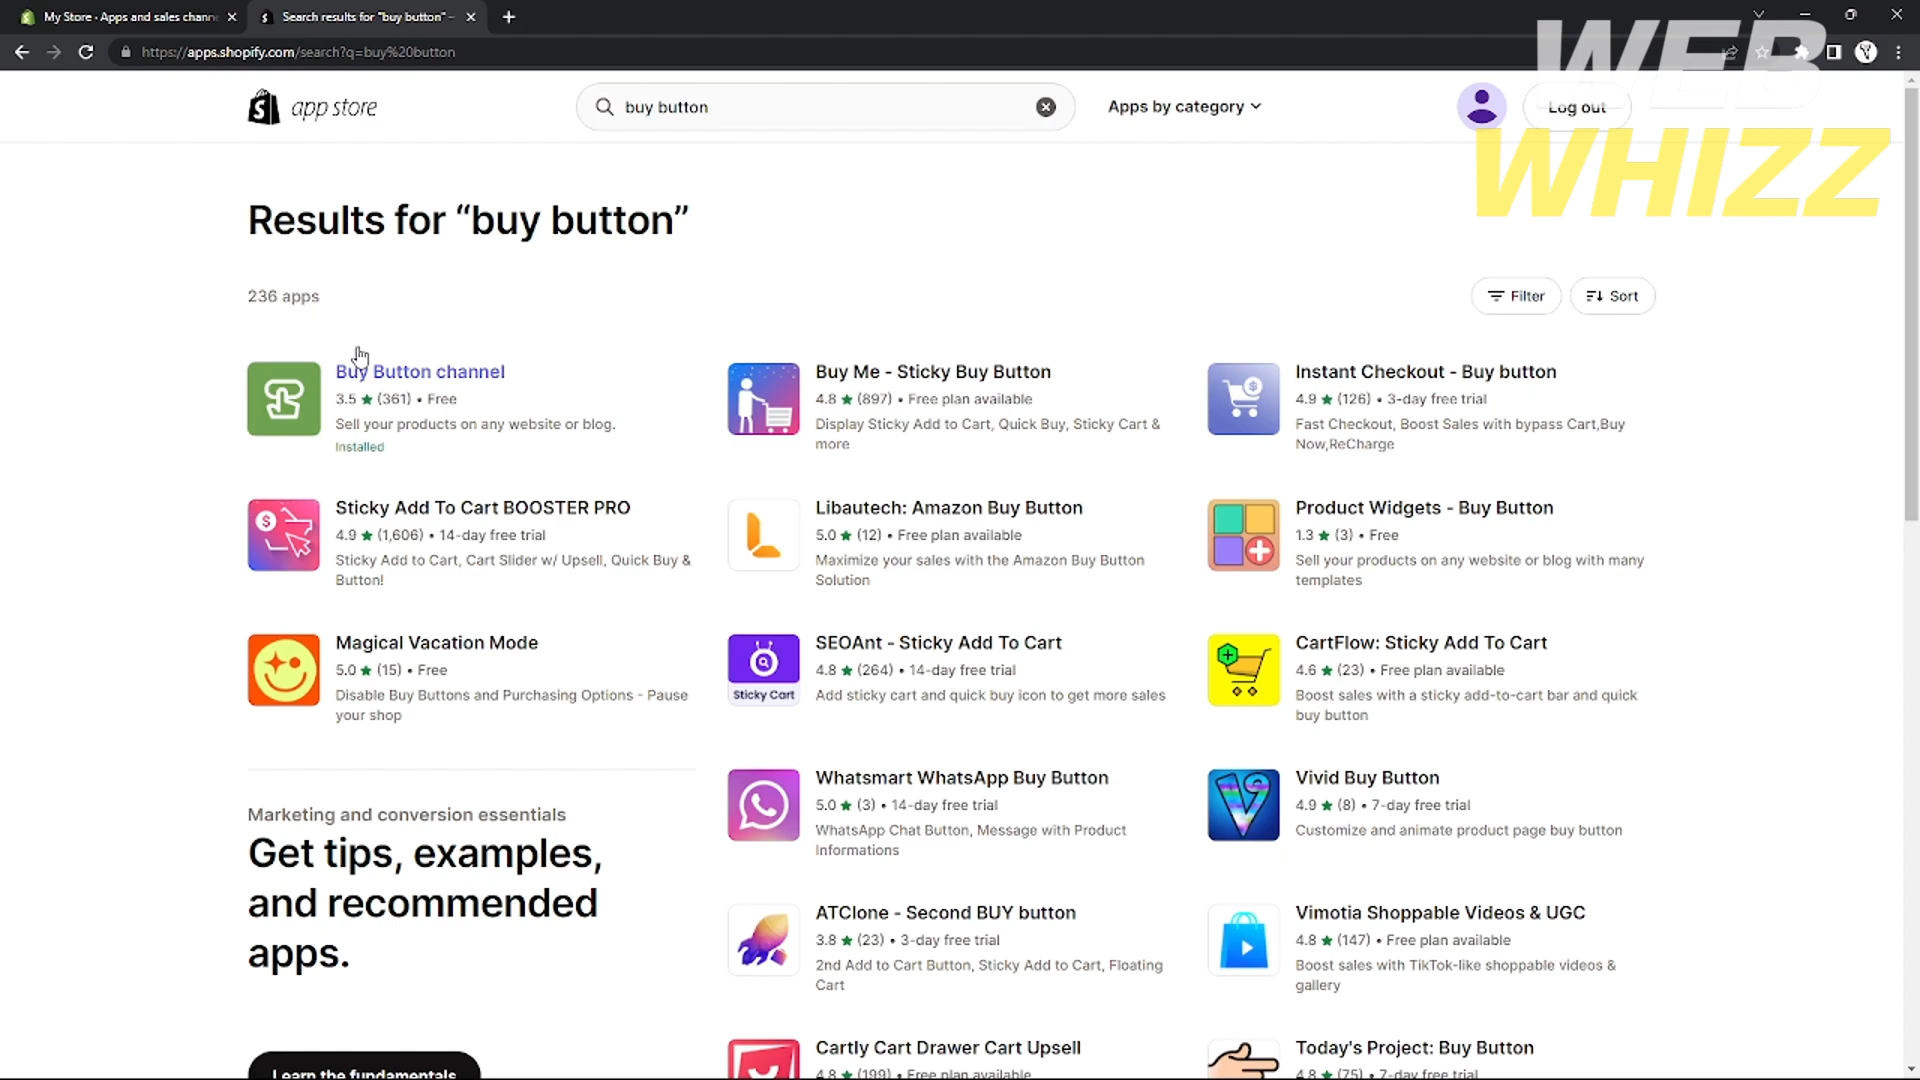 My Store · Apps and sales chann
Search results for "buy button" –
https://apps.shopify.com/search?q=buy%20button
app store
buy button
Apps by category
Log out
WEB
WHIZZ
Results for “buy button”
236 apps
Filter
Sort
Buy Button channel
3.5 ★ (361) • Free
Sell your products on any website or blog.
Installed
Buy Me - Sticky Buy Button
4.8 ★ (897) • Free plan available
Display Sticky Add to Cart, Quick Buy, Sticky Cart &
more
Instant Checkout - Buy button
4.9 ★ (126) • 3-day free trial
Fast Checkout, Boost Sales with bypass Cart,Buy
Now,ReCharge
Sticky Add To Cart BOOSTER PRO
4.9 ★ (1,606) • 14-day free trial
Sticky Add to Cart, Cart Slider w/ Upsell, Quick Buy &
Button!
Libautech: Amazon Buy Button
5.0 ★ (12) • Free plan available
Maximize your sales with the Amazon Buy Button
Solution
Product Widgets - Buy Button
1.3 ★ (3) • Free
Sell your products on any website or blog with many
templates
Magical Vacation Mode
5.0 ★ (15) • Free
Disable Buy Buttons and Purchasing Options - Pause
your shop
Sticky Cart
SEOAnt - Sticky Add To Cart
4.8 ★ (264) • 14-day free trial
Add sticky cart and quick buy icon to get more sales
CartFlow: Sticky Add To Cart
4.6 ★ (23) • Free plan available
Boost sales with a sticky add-to-cart bar and quick
buy button
Marketing and conversion essentials
Get tips, examples,
and recommended
apps.
Learn the fundamentals
Whatsmart WhatsApp Buy Button
5.0 ★ (3) • 14-day free trial
WhatsApp Chat Button, Message with Product
Informations
Vivid Buy Button
4.9 ★ (8) • 7-day free trial
Customize and animate product page buy button
ATClone - Second BUY button
3.8 ★ (23) • 3-day free trial
2nd Add to Cart Button, Sticky Add to Cart, Floating
Cart
Vimotia Shoppable Videos & UGC
4.8 ★ (147) • Free plan available
Boost sales with TikTok-like shoppable videos &
gallery
Cartly Cart Drawer Cart Upsell
4.8 ★ (199) • Free plan available
Today's Project: Buy Button
4.8 ★ (75) • 7-day free trial